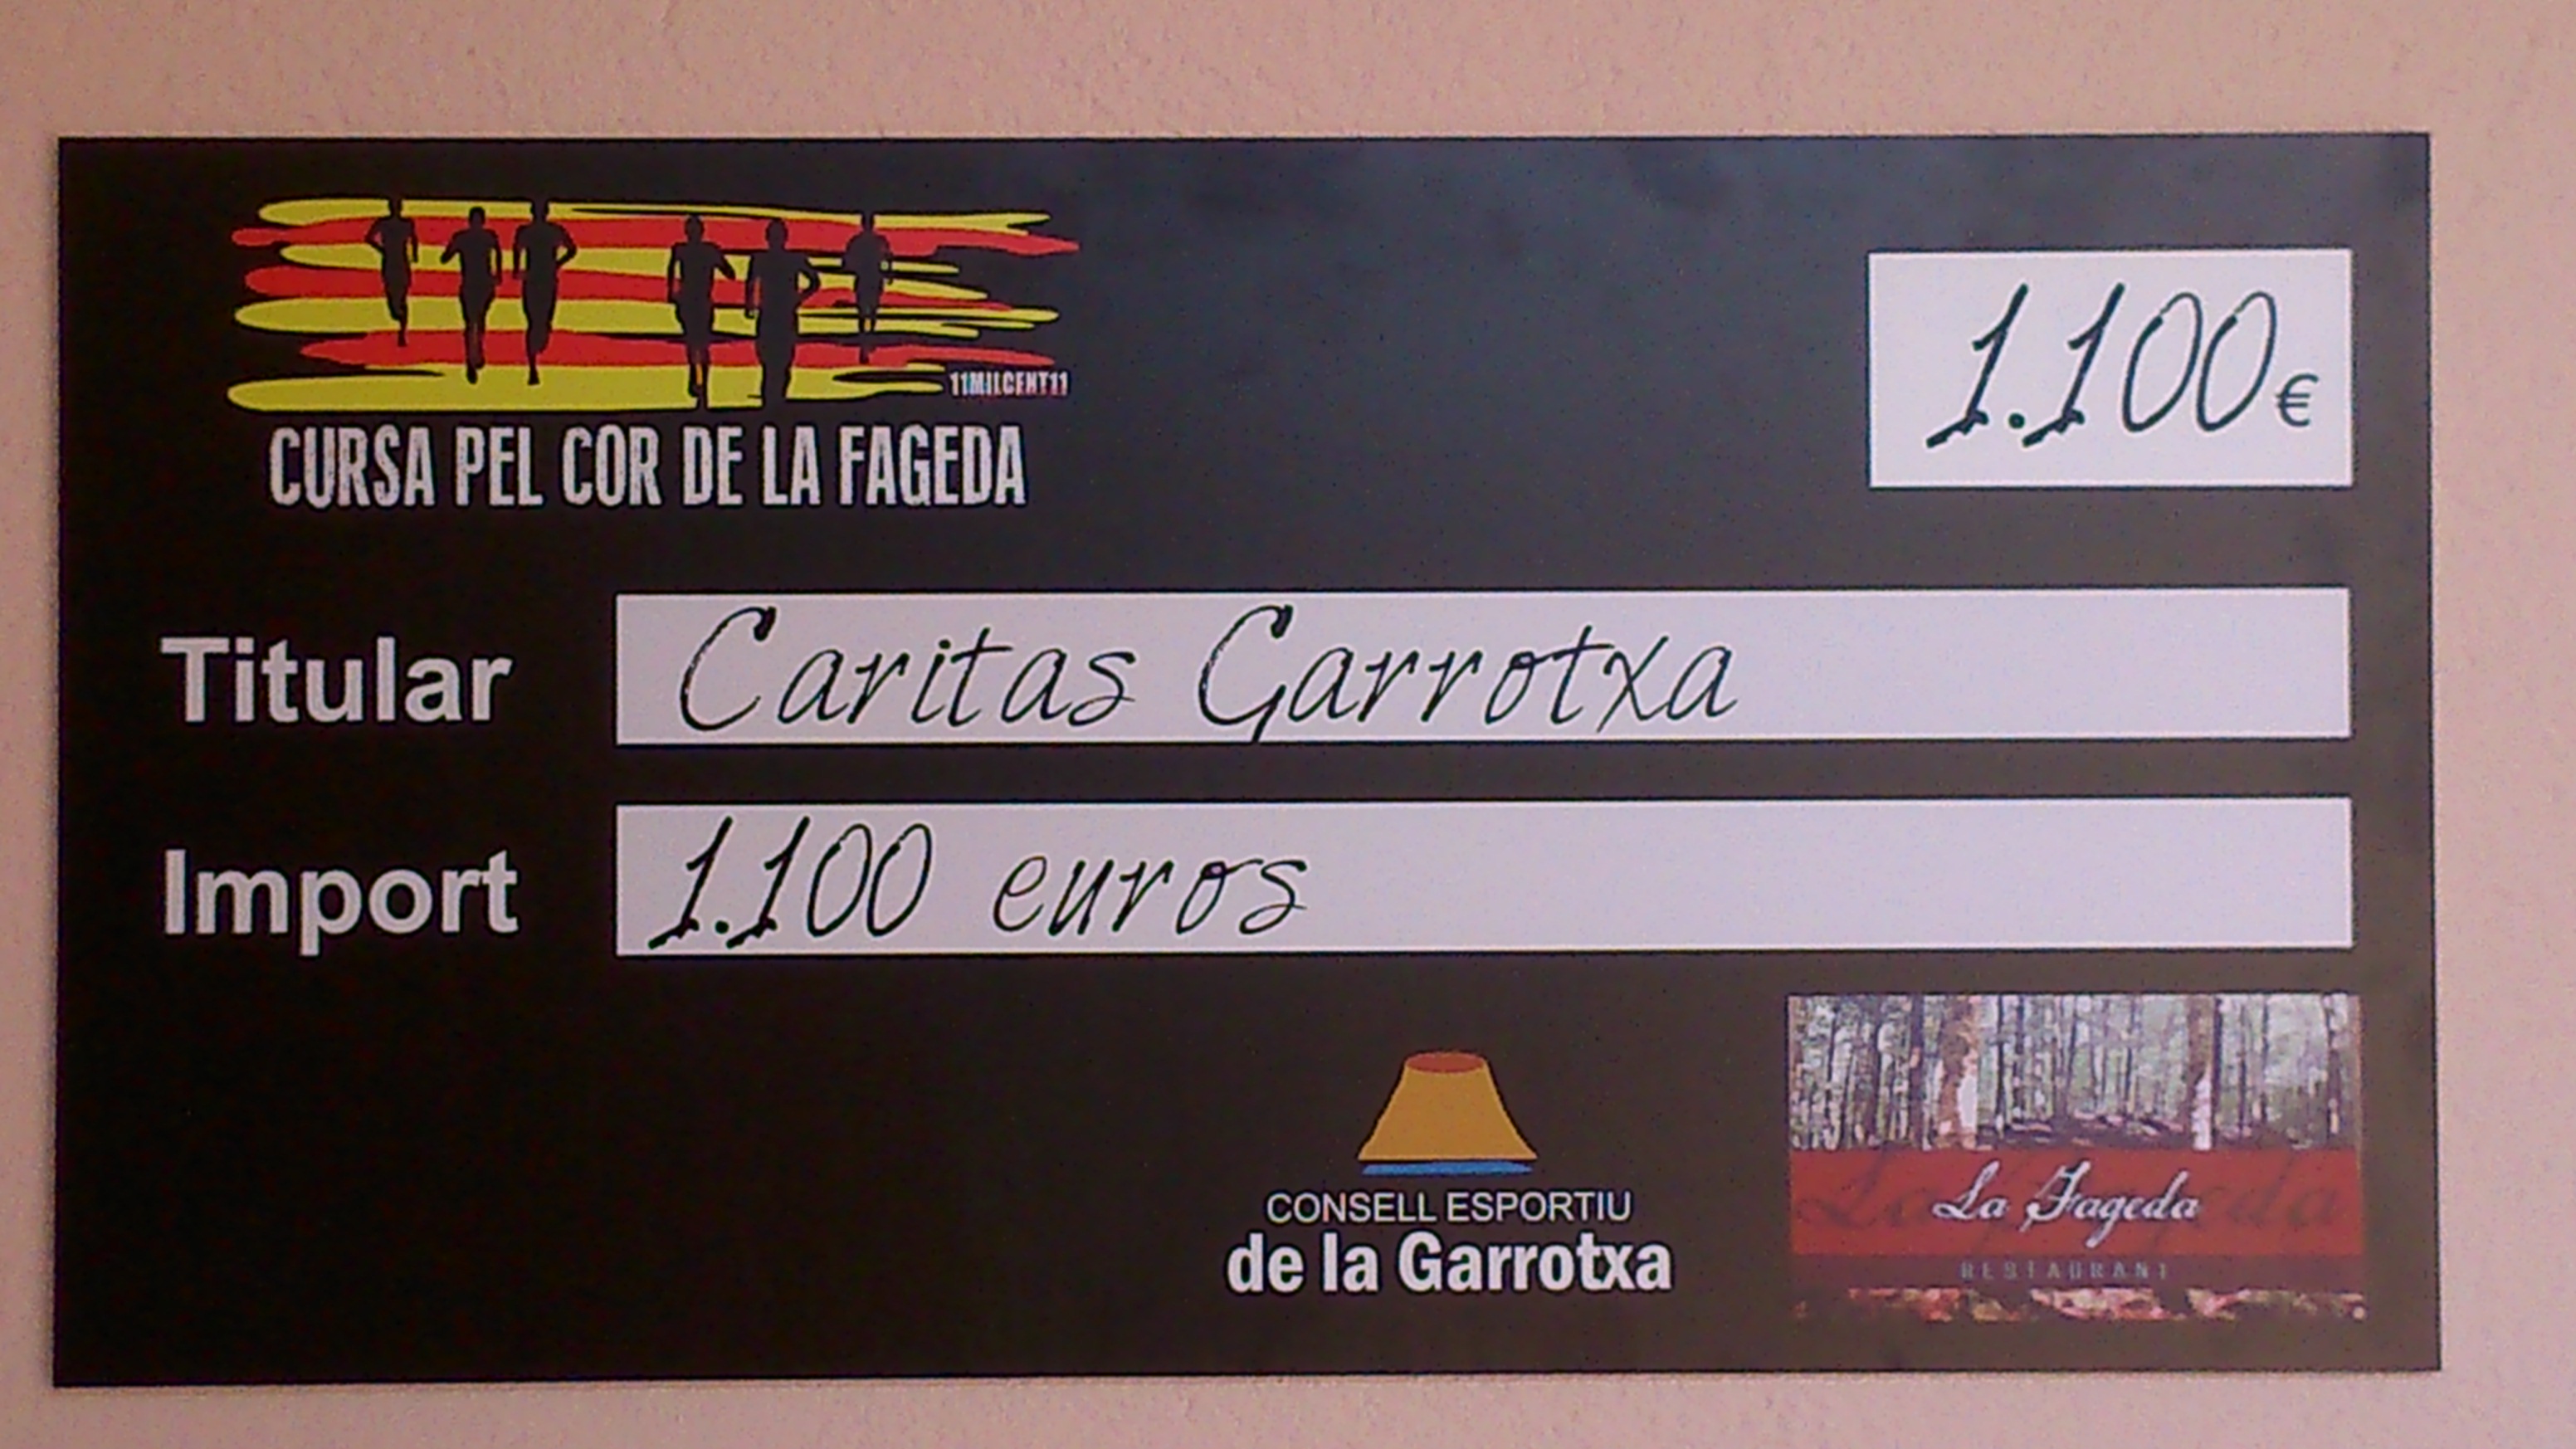 11MILCENT11
CURSA PEL COR DE LA FAGEDA
1.100€
Titular
Caritas Garrotxa
Import
1.100 euros
CONSELL ESPORTIU
de la Garrotxa
La Fageda
RESTAURANT